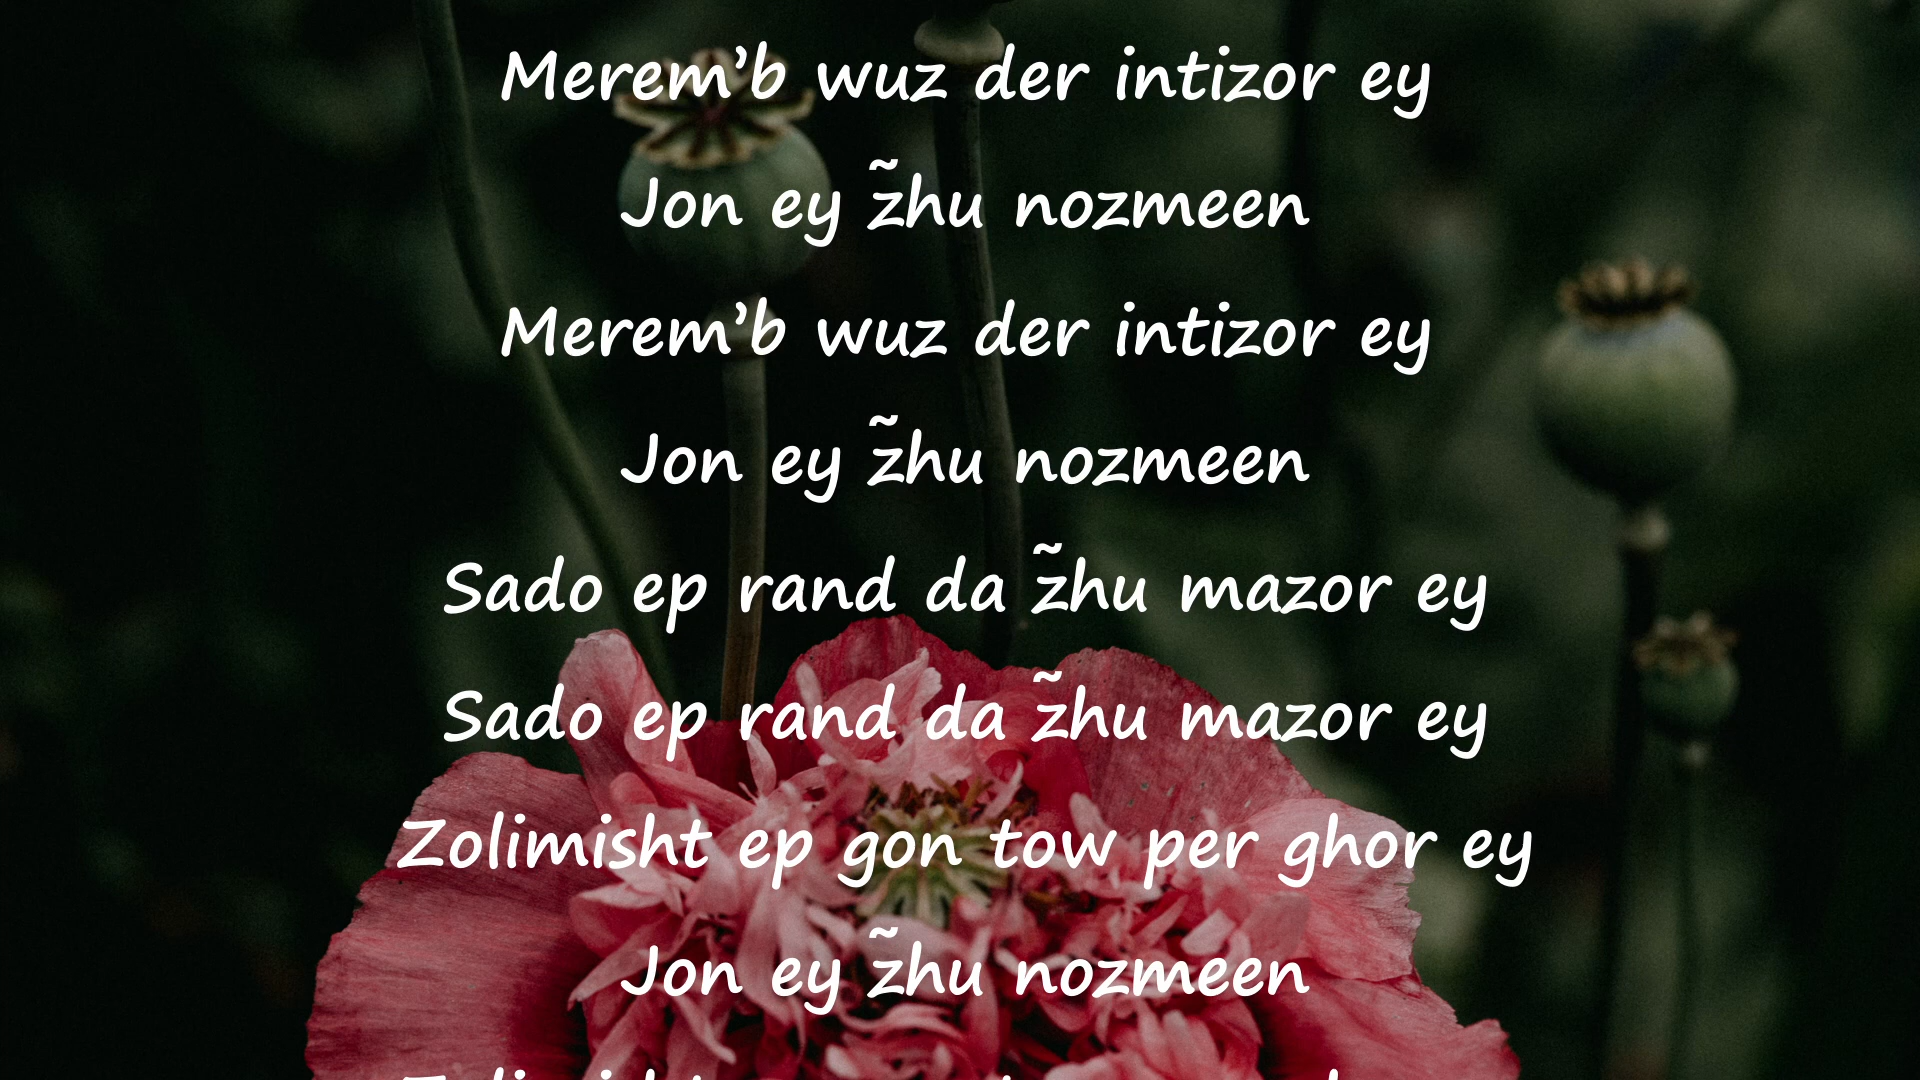 Merem’b wuz der intizor ey
Jon ey z̃hu nozmeen
Merem’b wuz der intizor ey
Jon ey z̃hu nozmeen
Sado ep rand da z̃hu mazor ey
Sado ep rand da z̃hu mazor ey
Zolimisht ep gon tow per ghor ey
Jon ey z̃hu nozmeen